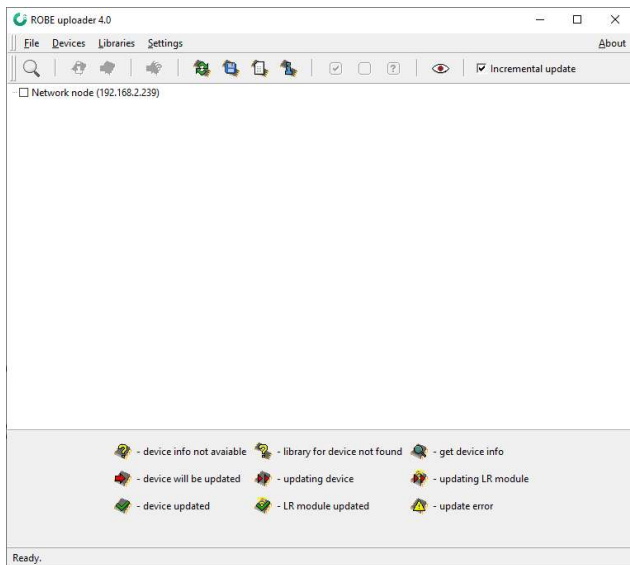 ROBE uploader 4.0
File Devices Libraries Settings About
Incremental update
Network node (192.168.2.239)
- device info not avaiable - library for device not found - get device info
- device will be updated - updating device - updating LR module
- device updated - LR module updated - update error
Ready.